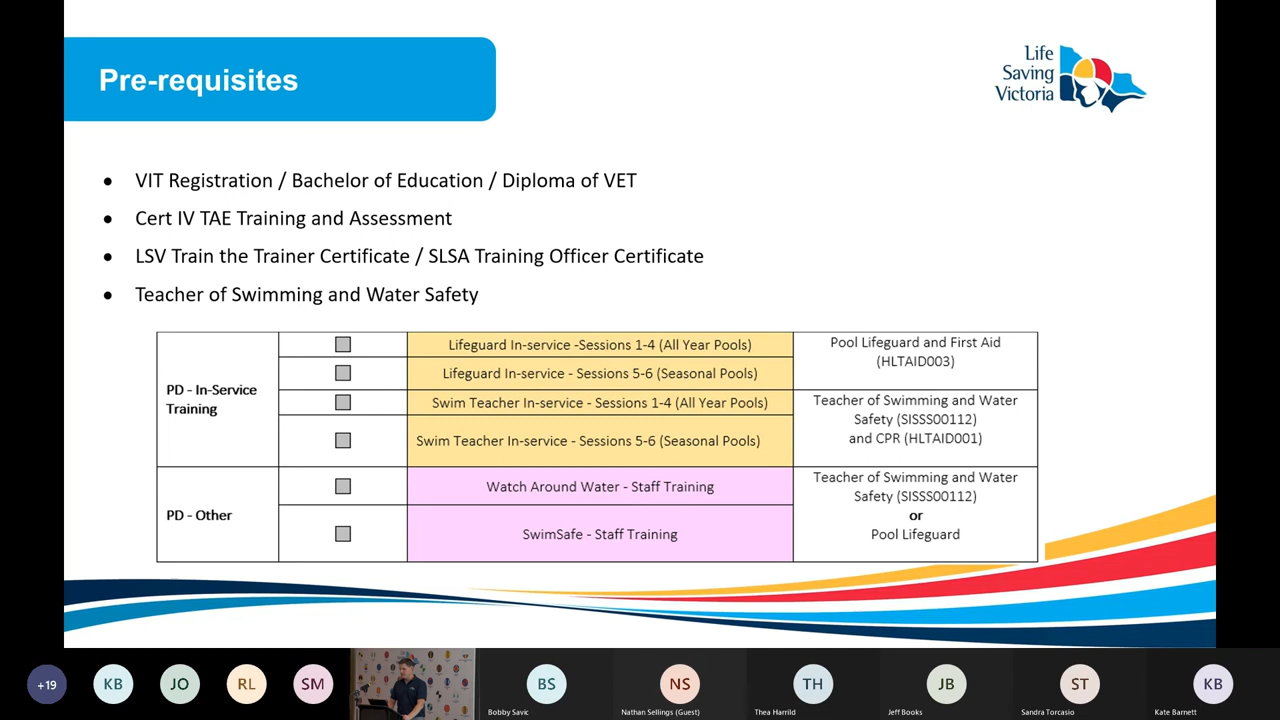 Pre-requisites
Life
Saving
Victoria
• VIT Registration / Bachelor of Education / Diploma of VET
• Cert IV TAE Training and Assessment
• LSV Train the Trainer Certificate / SLSA Training Officer Certificate
• Teacher of Swimming and Water Safety
PD - In-Service
Training
Lifeguard In-service -Sessions 1-4 (All Year Pools)
Lifeguard In-service - Sessions 5-6 (Seasonal Pools)
Pool Lifeguard and First Aid
(HLTAID003)
Swim Teacher In-service - Sessions 1-4 (All Year Pools)
Swim Teacher In-service - Sessions 5-6 (Seasonal Pools)
Teacher of Swimming and Water
Safety (SISSS00112)
and CPR (HLTAID001)
PD - Other
Watch Around Water - Staff Training
SwimSafe - Staff Training
Teacher of Swimming and Water
Safety (SISSS00112)
or
Pool Lifeguard
+19
KB
JO
RL
SM
BS
NS
TH
JB
ST
KB
Bobby Savic
Nathan Sellings (Guest)
Thea Harrild
Jeff Books
Sandra Torcasio
Kate Barnett